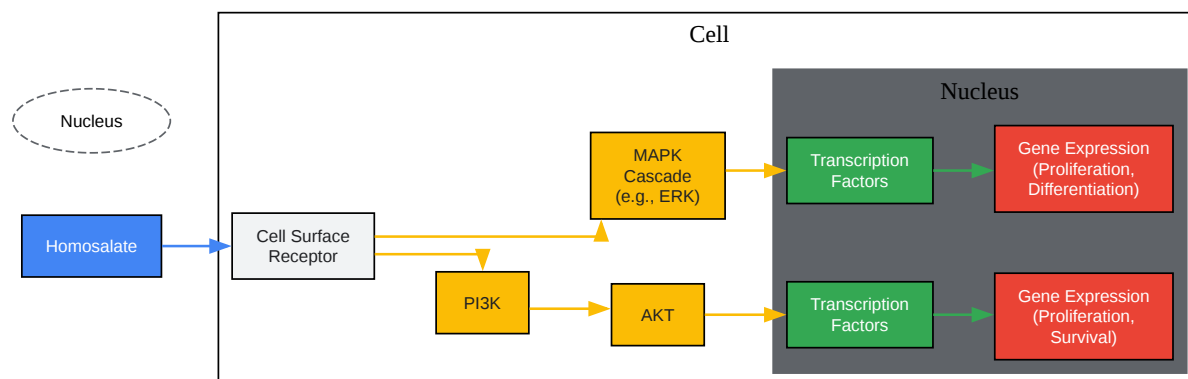 Cell
Nucleus
Nucleus
MAPK
Cascade
(e.g., ERK)
Transcription
Factors
Gene Expression
(Proliferation,
Differentiation)
Homosalate
Cell Surface
Receptor
PI3K
AKT
Transcription
Factors
Gene Expression
(Proliferation,
Survival)